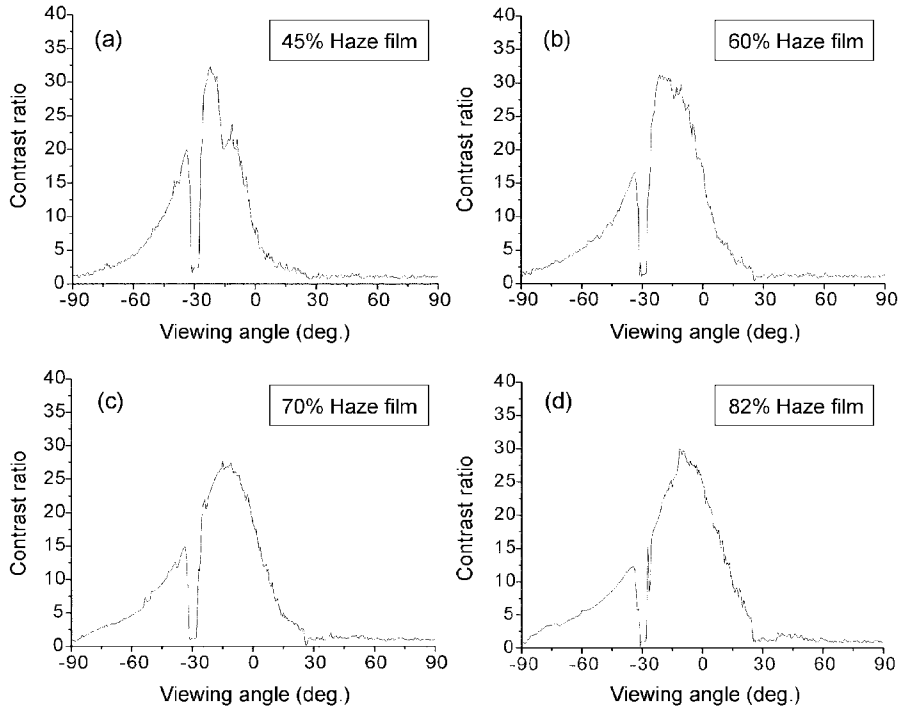 (a)
45% Haze film
Contrast ratio
40
35
30
25
20
15
10
5
0
-90 -60 -30 0 30 60 90
Viewing angle (deg.)
(b)
60% Haze film
Contrast ratio
40
35
30
25
20
15
10
5
0
-90 -60 -30 0 30 60 90
Viewing angle (deg.)
(c)
70% Haze film
Contrast ratio
40
35
30
25
20
15
10
5
0
-90 -60 -30 0 30 60 90
Viewing angle (deg.)
(d)
82% Haze film
Contrast ratio
40
35
30
25
20
15
10
5
0
-90 -60 -30 0 30 60 90
Viewing angle (deg.)